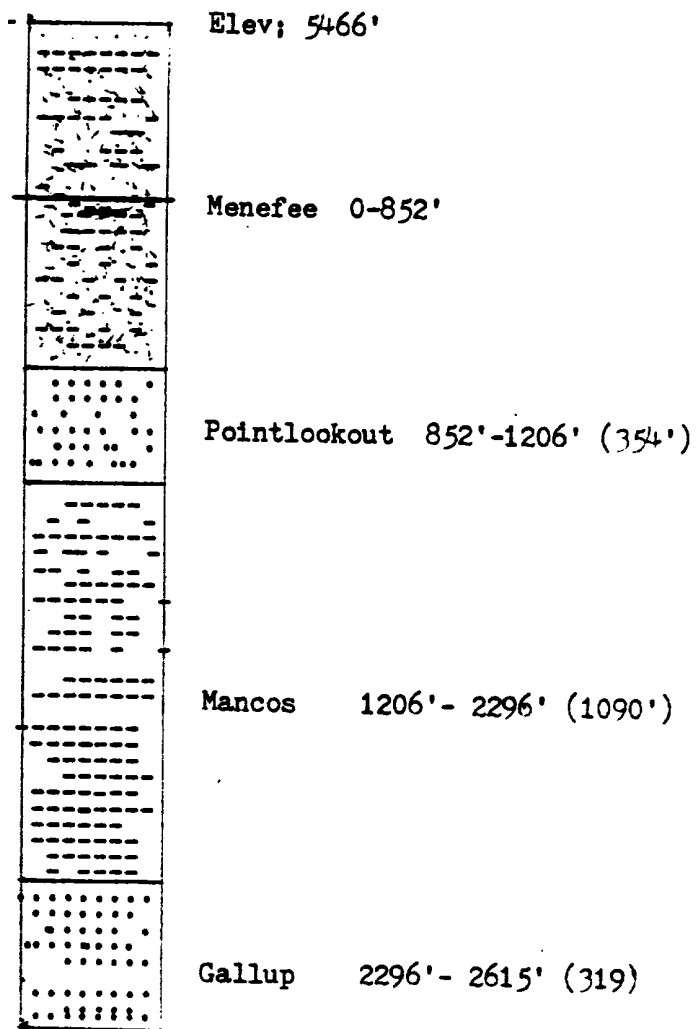 Elev; 5466'
Menefee 0-852'
Pointlookout 852'-1206' (354')
Mancos 1206'- 2296' (1090')
Gallup 2296'- 2615' (319)